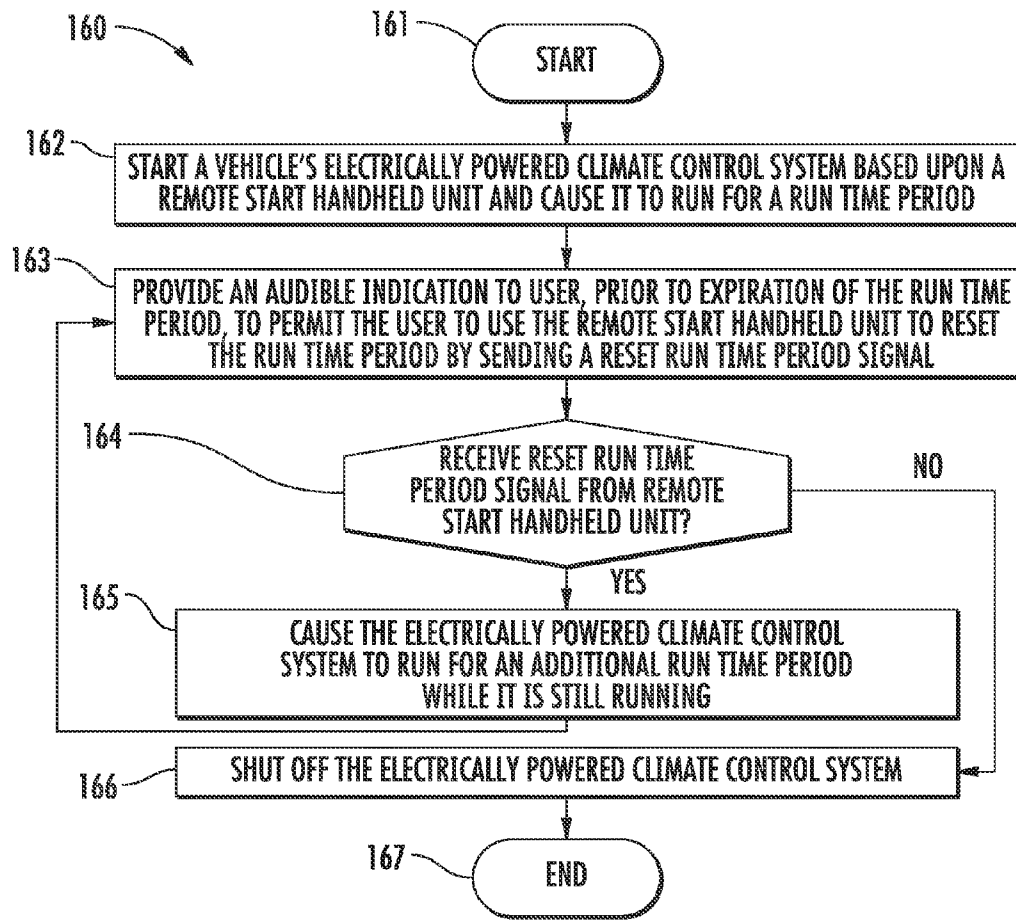 160
161
START
162
START A VEHICLE'S ELECTRICALLY POWERED CLIMATE CONTROL SYSTEM BASED UPON A
REMOTE START HANDHELD UNIT AND CAUSE IT TO RUN FOR A RUN TIME PERIOD
163
PROVIDE AN AUDIBLE INDICATION TO USER, PRIOR TO EXPIRATION OF THE RUN TIME
PERIOD, TO PERMIT THE USER TO USE THE REMOTE START HANDHELD UNIT TO RESET
THE RUN TIME PERIOD BY SENDING A RESET RUN TIME PERIOD SIGNAL
164
RECEIVE RESET RUN TIME
PERIOD SIGNAL FROM REMOTE
START HANDHELD UNIT?
NO
YES
165
CAUSE THE ELECTRICALLY POWERED CLIMATE CONTROL
SYSTEM TO RUN FOR AN ADDITIONAL RUN TIME PERIOD
WHILE IT IS STILL RUNNING
166
SHUT OFF THE ELECTRICALLY POWERED CLIMATE CONTROL SYSTEM
167
END